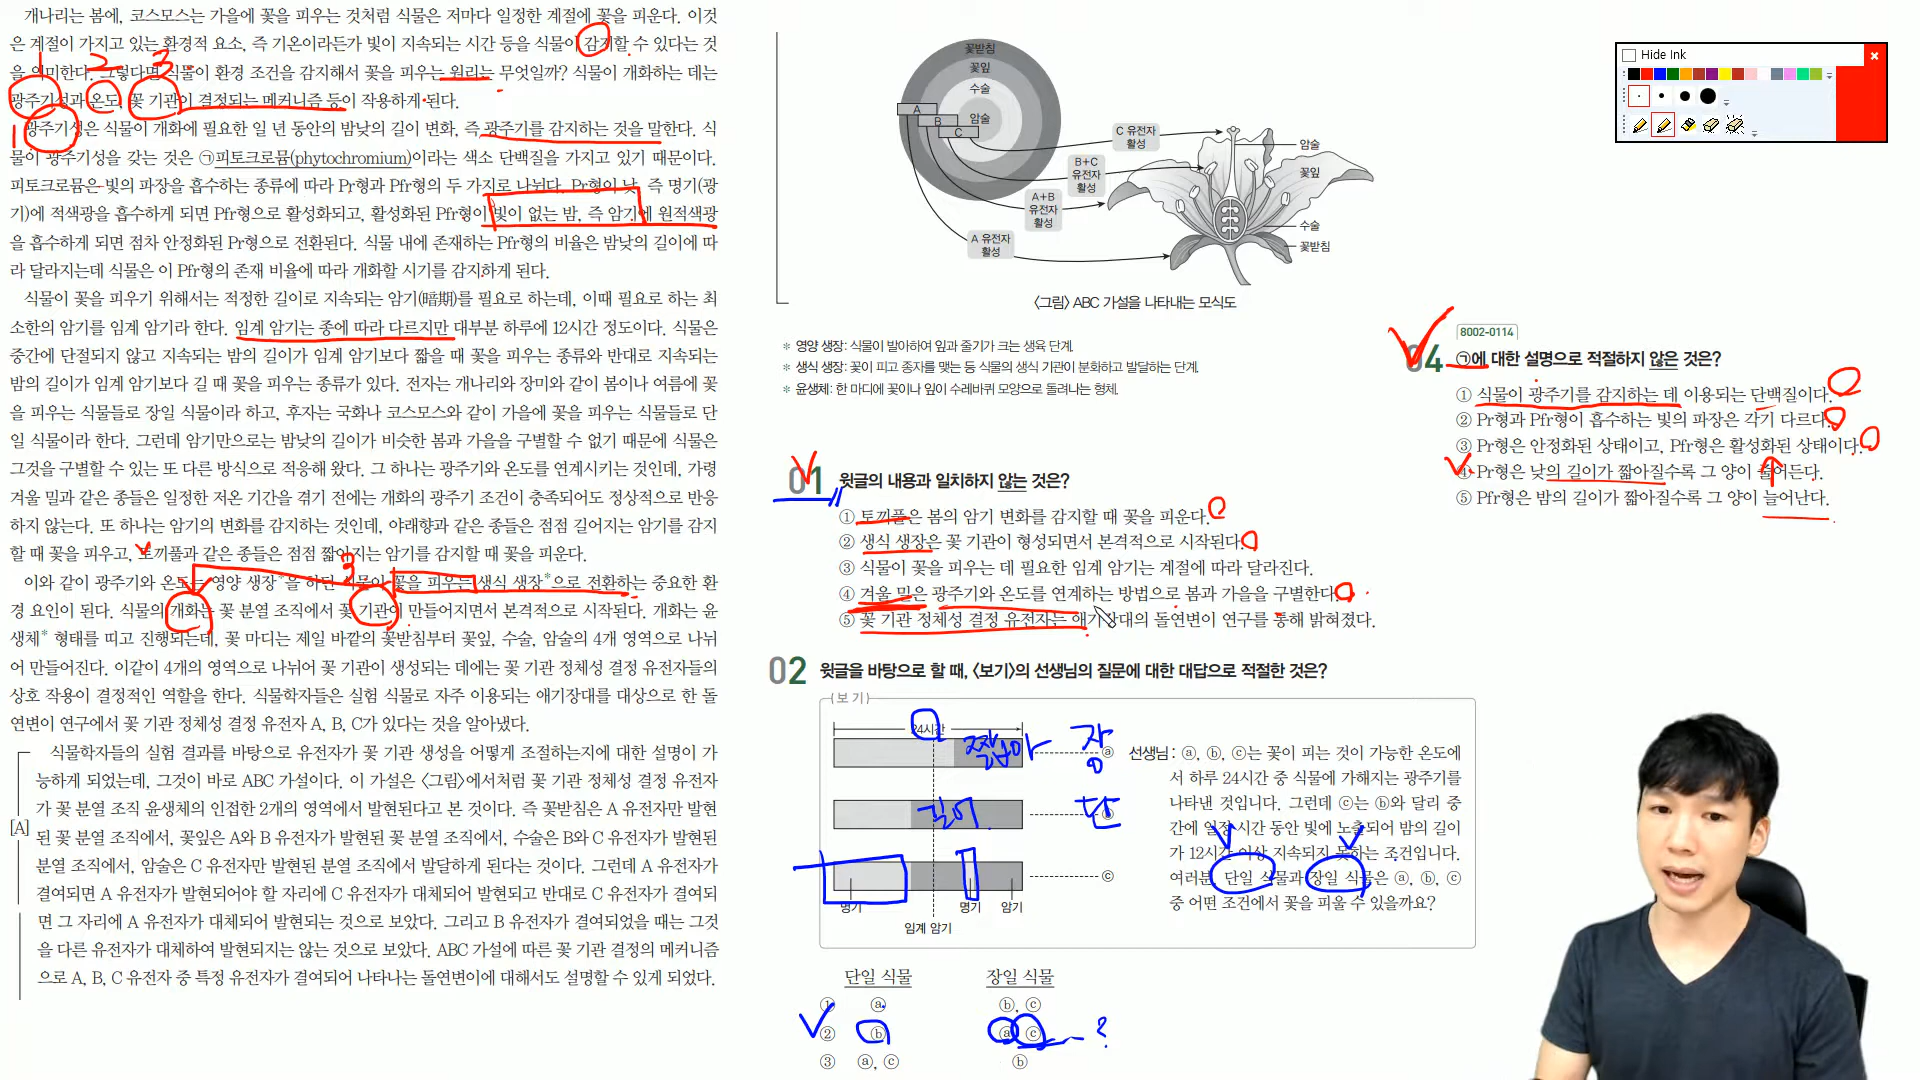 개나리는 봄에, 코스모스는 가을에 꽃을 피우는 것처럼 식물은 저마다 일정한 계절에 꽃을 피운다. 이것
은 계절이 가지고 있는 환경적 요소, 즉 기온이라든가 빛이 지속되는 시간 등을 식물이 감지할 수 있다는 것
을 의미한다. 그렇다면 식물이 환경 조건을 감지해서 꽃을 피우는 원리는 무엇일까? 식물이 개화하는 데는
광주기성과 온도, 꽃 기관이 결정되는 메커니즘 등이 작용하게 된다.
광주기성은 식물이 개화에 필요한 일 년 동안의 밤낮의 길이 변화, 즉 광주기를 감지하는 것을 말한다. 식
물이 광주기성을 갖는 것은 ㉠피토크로뮴(phytochromium)이라는 색소 단백질을 가지고 있기 때문이다.
피토크로뮴은 빛의 파장을 흡수하는 종류에 따라 Pr형과 Pfr형의 두 가지로 나뉜다. Pr형이 낮, 즉 명기(광
기)에 적색광을 흡수하게 되면 Pfr형으로 활성화되고, 활성화된 Pfr형이 빛이 없는 밤, 즉 암기에 원적색광
을 흡수하게 되면 점차 안정화된 Pr형으로 전환된다. 식물 내에 존재하는 Pfr형의 비율은 밤낮의 길이에 따
라 달라지는데 식물은 이 Pfr형의 존재 비율에 따라 개화할 시기를 감지하게 된다.
식물이 꽃을 피우기 위해서는 적정한 길이로 지속되는 암기(暗期)를 필요로 하는데, 이때 필요로 하는 최
소한의 암기를 임계 암기라 한다. 임계 암기는 종에 따라 다르지만 대부분 하루에 12시간 정도이다. 식물은
중간에 단절되지 않고 지속되는 밤의 길이가 임계 암기보다 짧을 때 꽃을 피우는 종류와 반대로 지속되는
밤의 길이가 임계 암기보다 길 때 꽃을 피우는 종류가 있다. 전자는 개나리와 장미와 같이 봄이나 여름에 꽃
을 피우는 식물들로 장일 식물이라 하고, 후자는 국화나 코스모스와 같이 가을에 꽃을 피우는 식물들로 단
일 식물이라 한다. 그런데 암기만으로는 밤낮의 길이가 비슷한 봄과 가을을 구별할 수 없기 때문에 식물은
그것을 구별할 수 있는 또 다른 방식으로 적응해 왔다. 그 하나는 광주기와 온도를 연계시키는 것인데, 가령
겨울 밀과 같은 종들은 일정한 저온 기간을 겪기 전에는 개화의 광주기 조건이 충족되어도 정상적으로 반응
하지 않는다. 또 하나는 암기의 변화를 감지하는 것인데, 야래향과 같은 종들은 점점 길어지는 암기를 감지
할 때 꽃을 피우고, 토끼풀과 같은 종들은 점점 짧아지는 암기를 감지할 때 꽃을 피운다.
이와 같이 광주기와 온도는 영양 생장*을 하던 식물이 꽃을 피우는 생식 생장*으로 전환하는 중요한 환
경 요인이 된다. 식물의 개화는 꽃 분열 조직에서 꽃 기관이 만들어지면서 본격적으로 시작된다. 개화는 윤
생체* 형태를 띠고 진행되는데, 꽃 마디는 제일 바깥의 꽃받침부터 꽃잎, 수술, 암술의 4개 영역으로 나뉘
어 만들어진다. 이같이 4개의 영역으로 나뉘어 꽃 기관이 생성되는 데에는 꽃 기관 정체성 결정 유전자들의
상호 작용이 결정적인 역할을 한다. 식물학자들은 실험 식물로 자주 이용되는 애기장대를 대상으로 한 돌
연변이 연구에서 꽃 기관 정체성 결정 유전자 A, B, C가 있다는 것을 알아냈다.
식물학자들의 실험 결과를 바탕으로 유전자가 꽃 기관 생성을 어떻게 조절하는지에 대한 설명이 가
능하게 되었는데, 그것이 바로 ABC 가설이다. 이 가설은 〈그림〉에서처럼 꽃 기관 정체성 결정 유전자
가 꽃 분열 조직 윤생체의 인접한 2개의 영역에서 발현된다고 본 것이다. 즉 꽃받침은 A 유전자만 발현
[A] 된 꽃 분열 조직에서, 꽃잎은 A와 B 유전자가 발현된 꽃 분열 조직에서, 수술은 B와 C 유전자가 발현된
분열 조직에서, 암술은 C 유전자만 발현된 분열 조직에서 발달하게 된다는 것이다. 그런데 A 유전자가
결여되면 A 유전자가 발현되어야 할 자리에 C 유전자가 대체되어 발현되고 반대로 C 유전자가 결여되
면 그 자리에 A 유전자가 대체되어 발현되는 것으로 보았다. 그리고 B 유전자가 결여되었을 때는 그것
을 다른 유전자가 대체하여 발현되지는 않는 것으로 보았다. ABC 가설에 따른 꽃 기관 결정의 메커니즘
으로 A, B, C 유전자 중 특정 유전자가 결여되어 나타나는 돌연변이에 대해서도 설명할 수 있게 되었다.
1 2 3
1
3
꽃받침
꽃잎
수술
암술
A
B
C
C 유전자
활성
B+C
유전자
활성
A+B
유전자
활성
A 유전자
활성
암술
꽃잎
수술
꽃받침
〈그림〉 ABC 가설을 나타내는 모식도
* 영양 생장: 식물이 발아하여 잎과 줄기가 크는 생육 단계.
* 생식 생장: 꽃이 피고 종자를 맺는 등 식물의 생식 기관이 분화하고 발달하는 단계.
* 윤생체: 한 마디에 꽃이나 잎이 수레바퀴 모양으로 돌려나는 형체.
01 윗글의 내용과 일치하지 않는 것은?
① 토끼풀은 봄의 암기 변화를 감지할 때 꽃을 피운다.
② 생식 생장은 꽃 기관이 형성되면서 본격적으로 시작된다.
③ 식물이 꽃을 피우는 데 필요한 임계 암기는 계절에 따라 달라진다.
④ 겨울 밀은 광주기와 온도를 연계하는 방법으로 봄과 가을을 구별한다.
⑤ 꽃 기관 정체성 결정 유전자는 애기장대의 돌연변이 연구를 통해 밝혀졌다.
02 윗글을 바탕으로 할 때, 〈보기〉의 선생님의 질문에 대한 대답으로 적절한 것은?
(보기)
24시간
짧아 장
ⓐ
길어 단
ⓒ
명기 명기 암기
임계 암기
선생님: ⓐ, ⓑ, ⓒ는 꽃이 피는 것이 가능한 온도에
서 하루 24시간 중 식물에 가해지는 광주기를
나타낸 것입니다. 그런데 ⓒ는 ⓑ와 달리 중
간에 일정 시간 동안 빛에 노출되어 밤의 길이
가 12시간 이상 지속되지 못하는 조건입니다.
여러분, 단일 식물과 장일 식물은 ⓐ, ⓑ, ⓒ
중 어떤 조건에서 꽃을 피울 수 있을까요?
단일 식물 장일 식물
① ⓐ ⓑ, ⓒ
② ⓑ ⓐ, ⓒ ?
③ ⓐ, ⓒ ⓑ
8002-0114
04 ㉠에 대한 설명으로 적절하지 않은 것은?
① 식물이 광주기를 감지하는 데 이용되는 단백질이다.
② Pr형과 Pfr형이 흡수하는 빛의 파장은 각기 다르다.
③ Pr형은 안정화된 상태이고, Pfr형은 활성화된 상태이다.
④ Pr형은 낮의 길이가 짧아질수록 그 양이 줄어든다.
⑤ Pfr형은 밤의 길이가 짧아질수록 그 양이 늘어난다.
Hide Ink